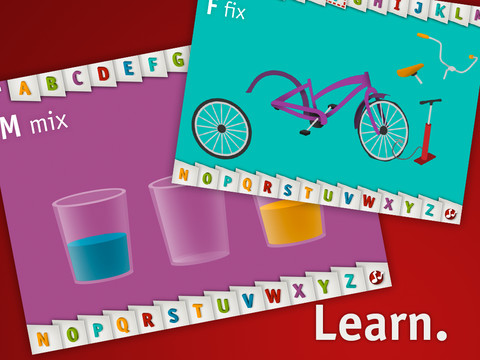 F fix
H I J K L M
N O P Q R S T U V W X Y Z
A B C D E F G
M mix
N O P Q R S T U V W X Y Z
Learn.